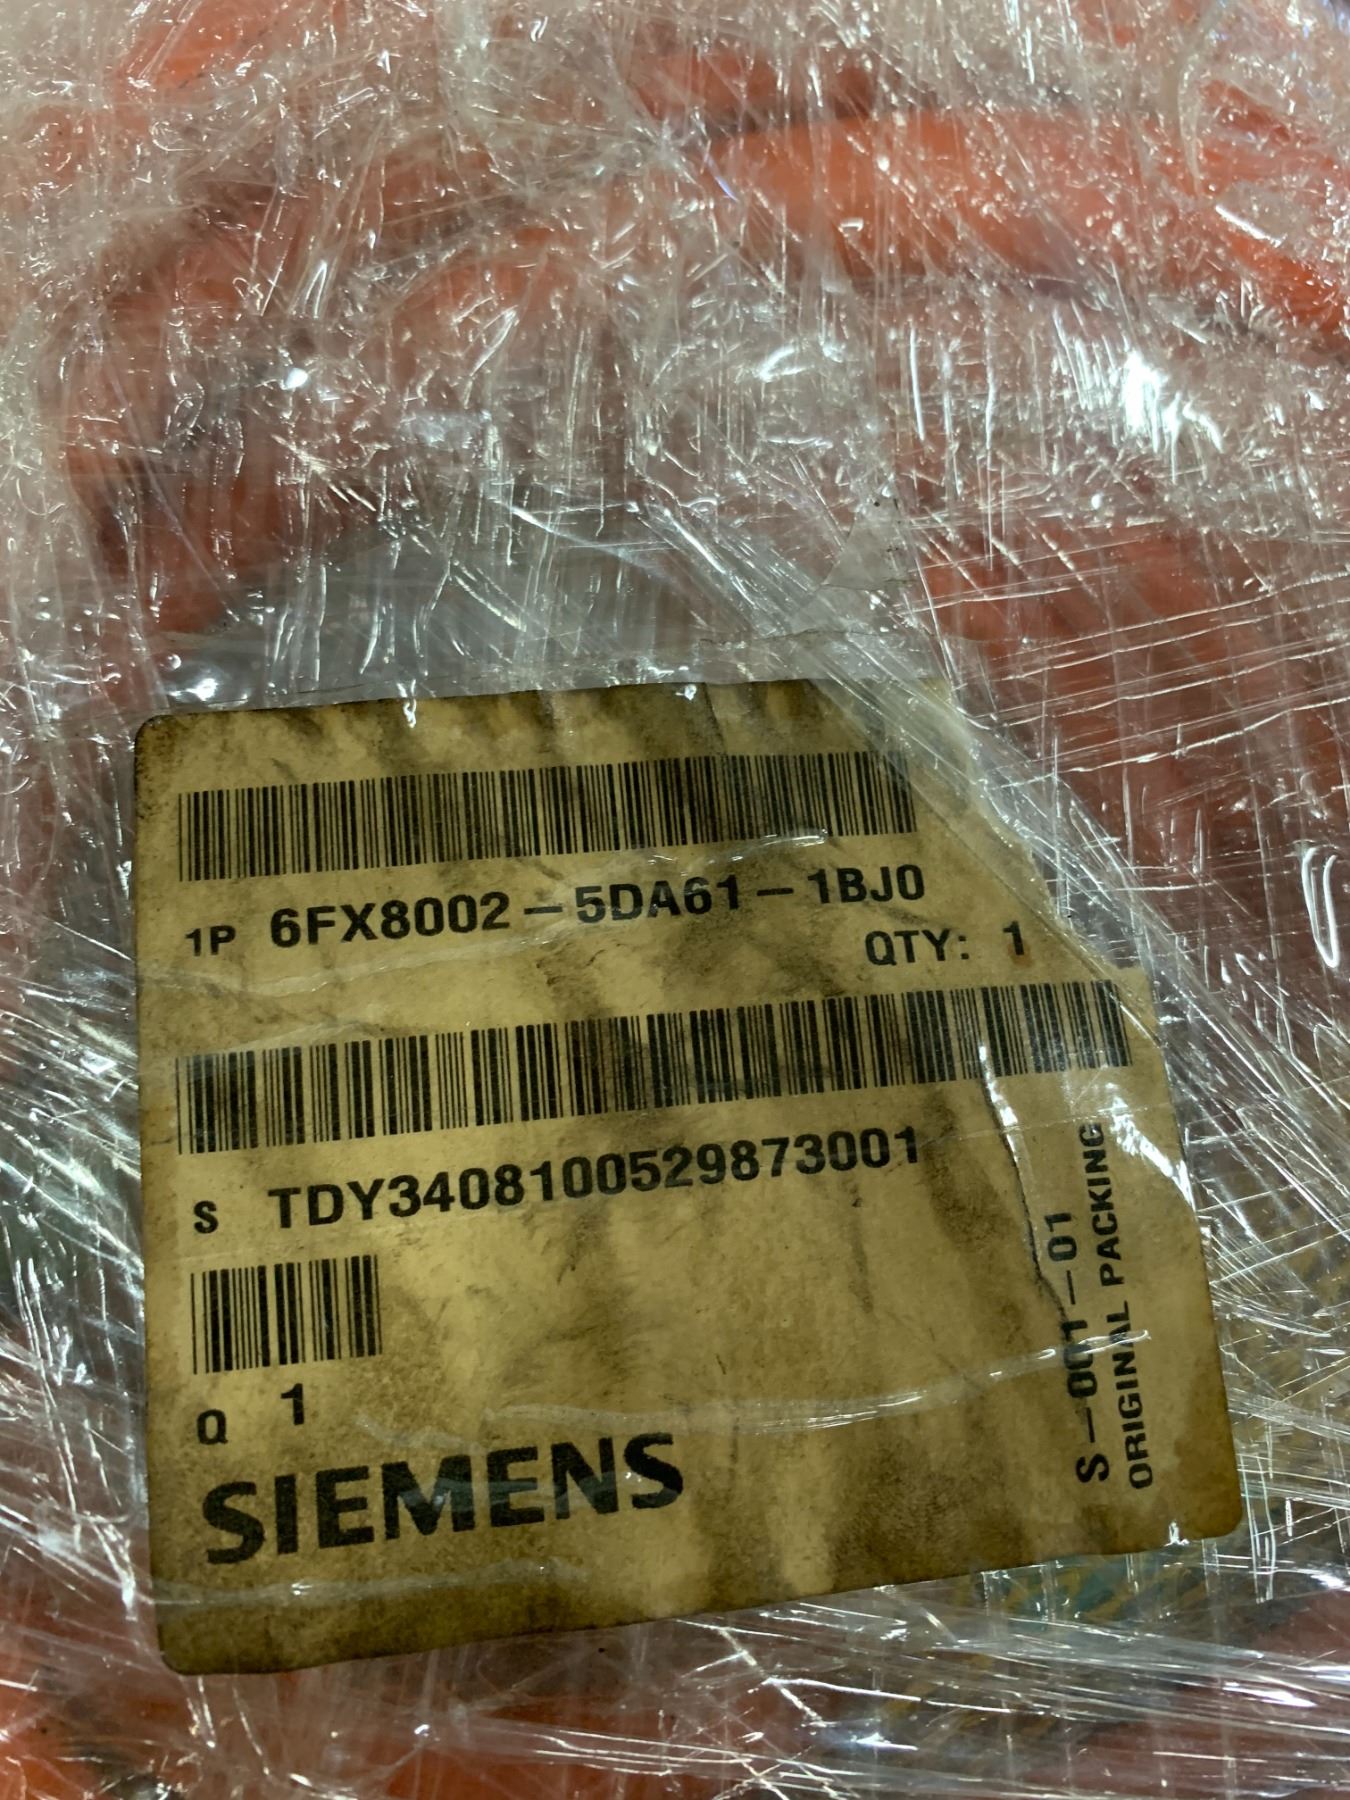 1P 6FX8002-5DA61-1BJ0
QTY: 1
S TDY3408100529873001
Q 1
SIEMENS
S-001-01
ORIGINAL PACKING